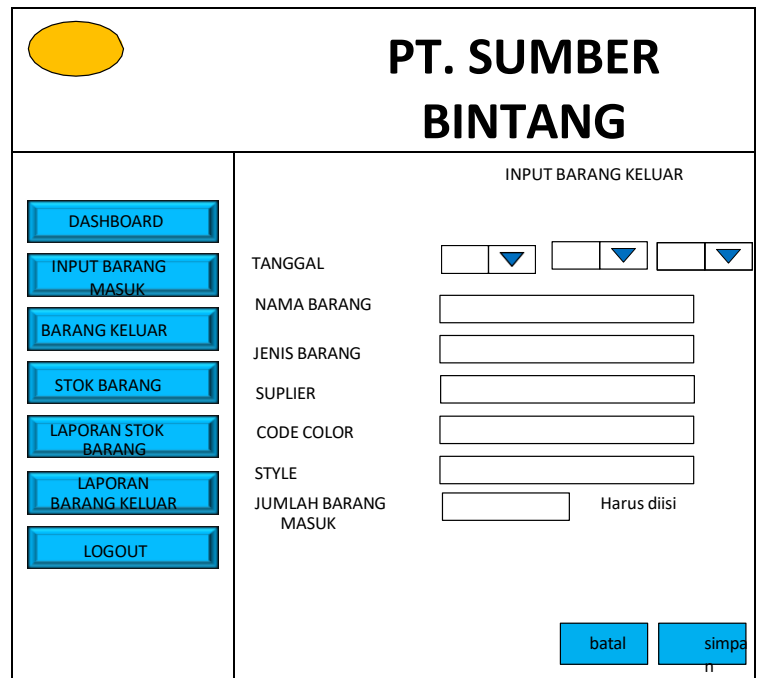 PT. SUMBER
BINTANG
INPUT BARANG KELUAR
DASHBOARD
INPUT BARANG
MASUK
BARANG KELUAR
STOK BARANG
LAPORAN STOK
BARANG
LAPORAN
BARANG KELUAR
LOGOUT
TANGGAL
NAMA BARANG
JENIS BARANG
SUPLIER
CODE COLOR
STYLE
JUMLAH BARANG
MASUK
Harus diisi
batal
simpa
n